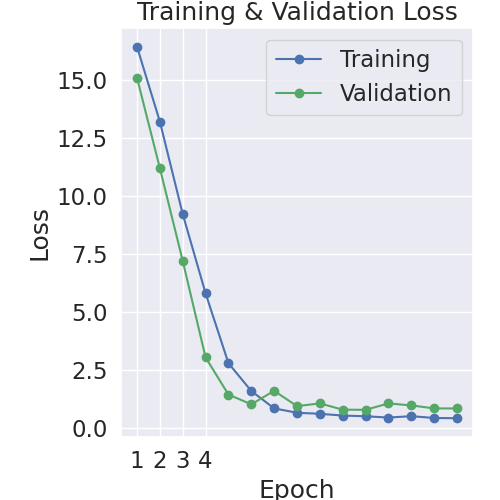 Training & Validation Loss
Training
Validation
Loss
15.0
12.5
10.0
7.5
5.0
2.5
0.0
1 2 3 4
Epoch